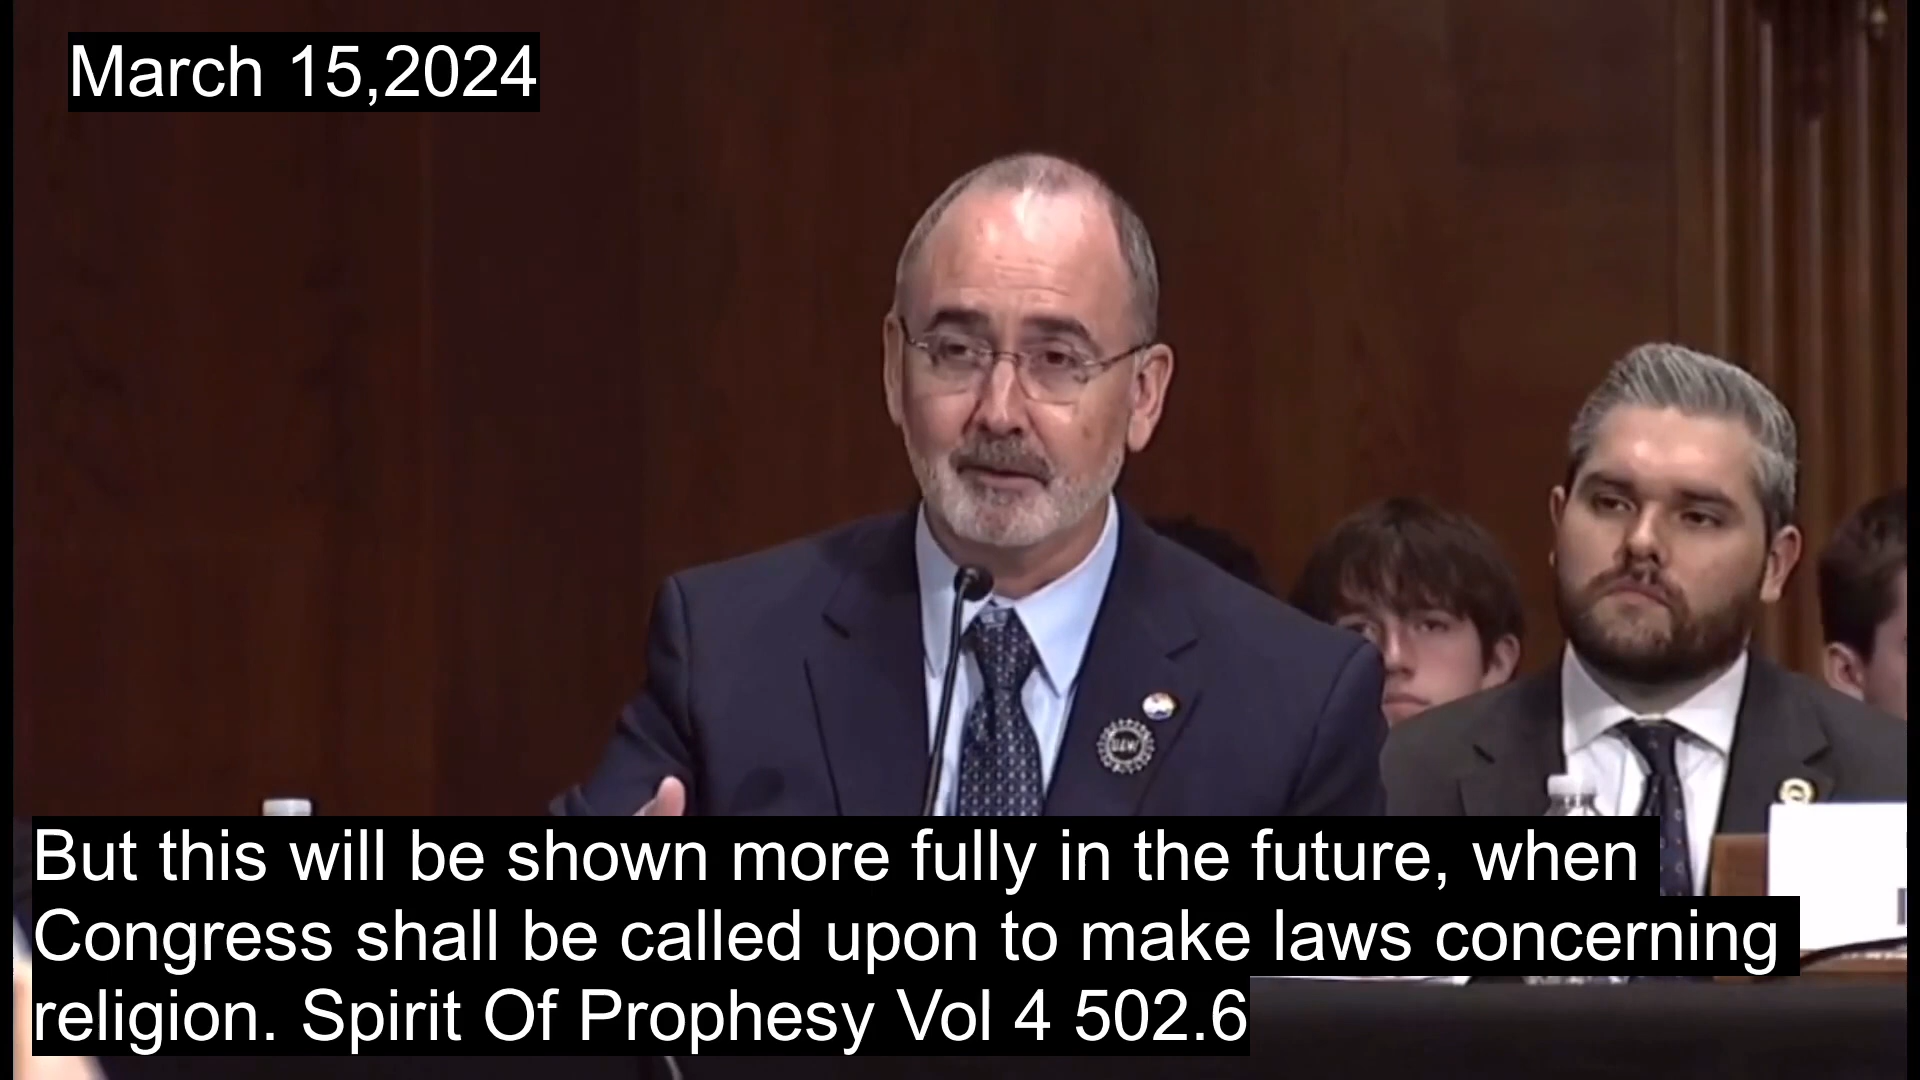 March 15,2024
UAW
But this will be shown more fully in the future, when
Congress shall be called upon to make laws concerning
religion. Spirit Of Prophesy Vol 4 502.6